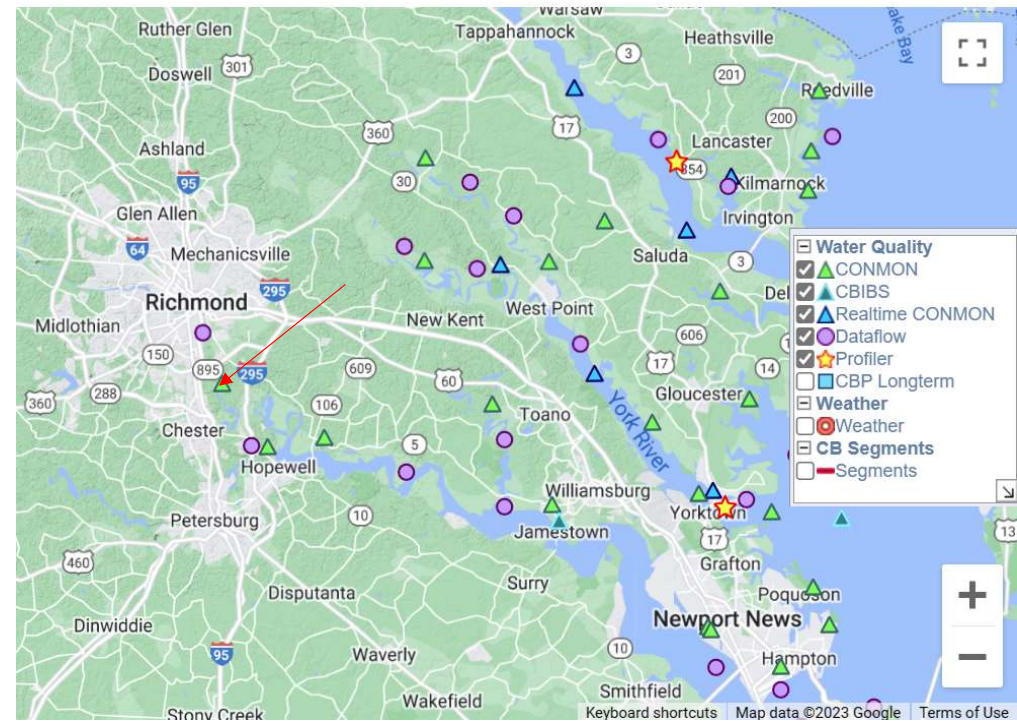 Warsaw
Ruther Glen
Tappahannock
Heathsville
Lake Bay
3
Doswell
301
201
Reedville
200
360
17
Lancaster
Ashland
354
95
30
Kilmarnock
Glen Allen
Irvington
64
Mechanicsville
Saluda
3
295
Richmond
West Point
Del
New Kent
Midlothian
606
150
895
295
609
17
14
60
288
360
106
Gloucester
Toano
Chester
York River
5
Hopewell
Williamsburg
10
Yorktown
Petersburg
Jamestown
17
13
460
Grafton
Disputanta
Surry
Poquoson
Dinwiddie
Newport News
10
95
Waverly
Hampton
Smithfield
Wakefield
Stony Creek
Water Quality
CONMON
CBIBS
Realtime CONMON
Dataflow
Profiler
CBP Longterm
Weather
Weather
CB Segments
Segments
+
−
Keyboard shortcuts Map data ©2023 Google Terms of Use